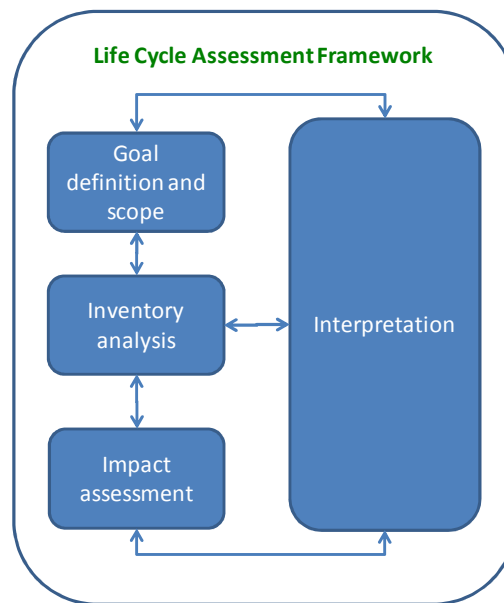 Life Cycle Assessment Framework
Goal
definition and
scope
Inventory
analysis
Impact
assessment
Interpretation